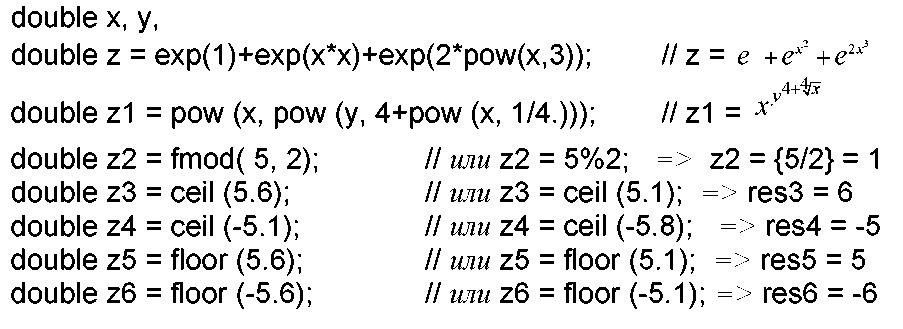 double x, y,
double z = exp(1)+exp(x*x)+exp(2*pow(x,3)); // z = e + e^{x^2} + e^{2x^3}
double z1 = pow (x, pow (y, 4+pow (x, 1/4.))); // z1 = x^{y^{4+\sqrt[4]{x}}}
double z2 = fmod( 5, 2); // или z2 = 5%2; => z2 = {5/2} = 1
double z3 = ceil (5.6); // или z3 = ceil (5.1); => res3 = 6
double z4 = ceil (-5.1); // или z4 = ceil (-5.8); => res4 = -5
double z5 = floor (5.6); // или z5 = floor (5.1); => res5 = 5
double z6 = floor (-5.6); // или z6 = floor (-5.1); => res6 = -6